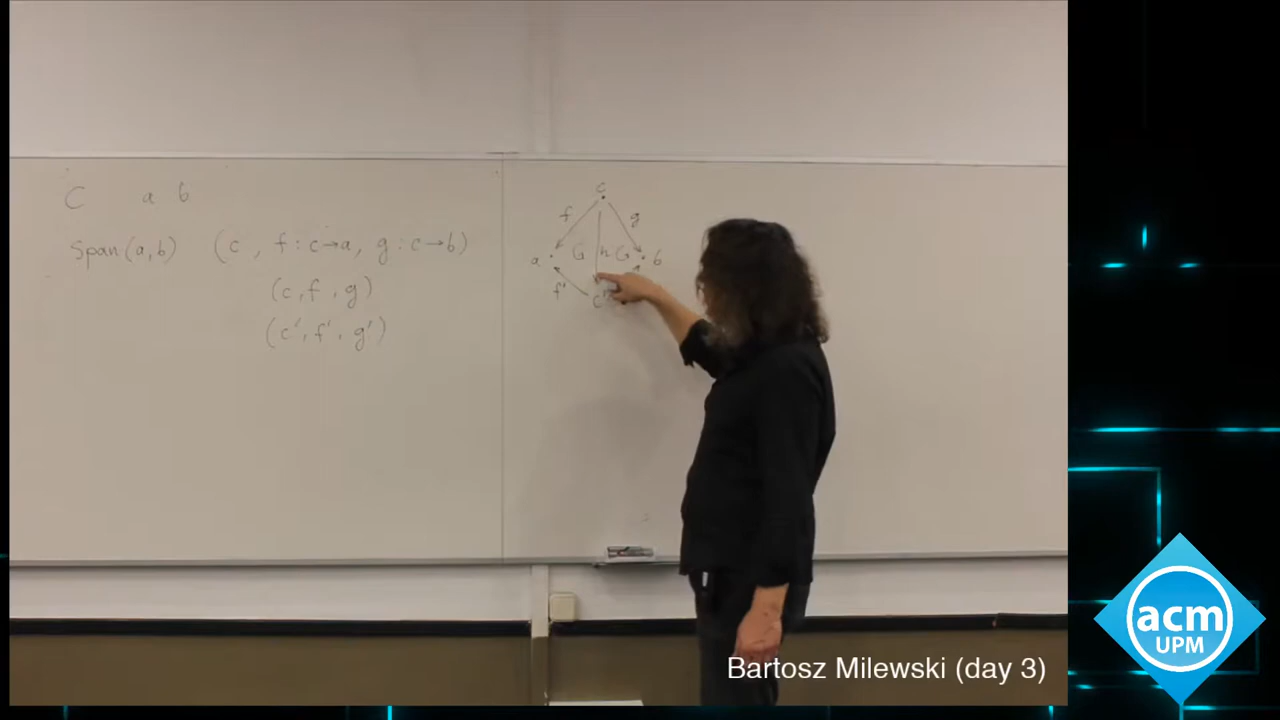 C a b
Span(a,b) (c , f : c→a, g : c→b)
(c, f , g)
(c', f', g')
c
f g
a h b
f' c'
acm
UPM
Bartosz Milewski (day 3)